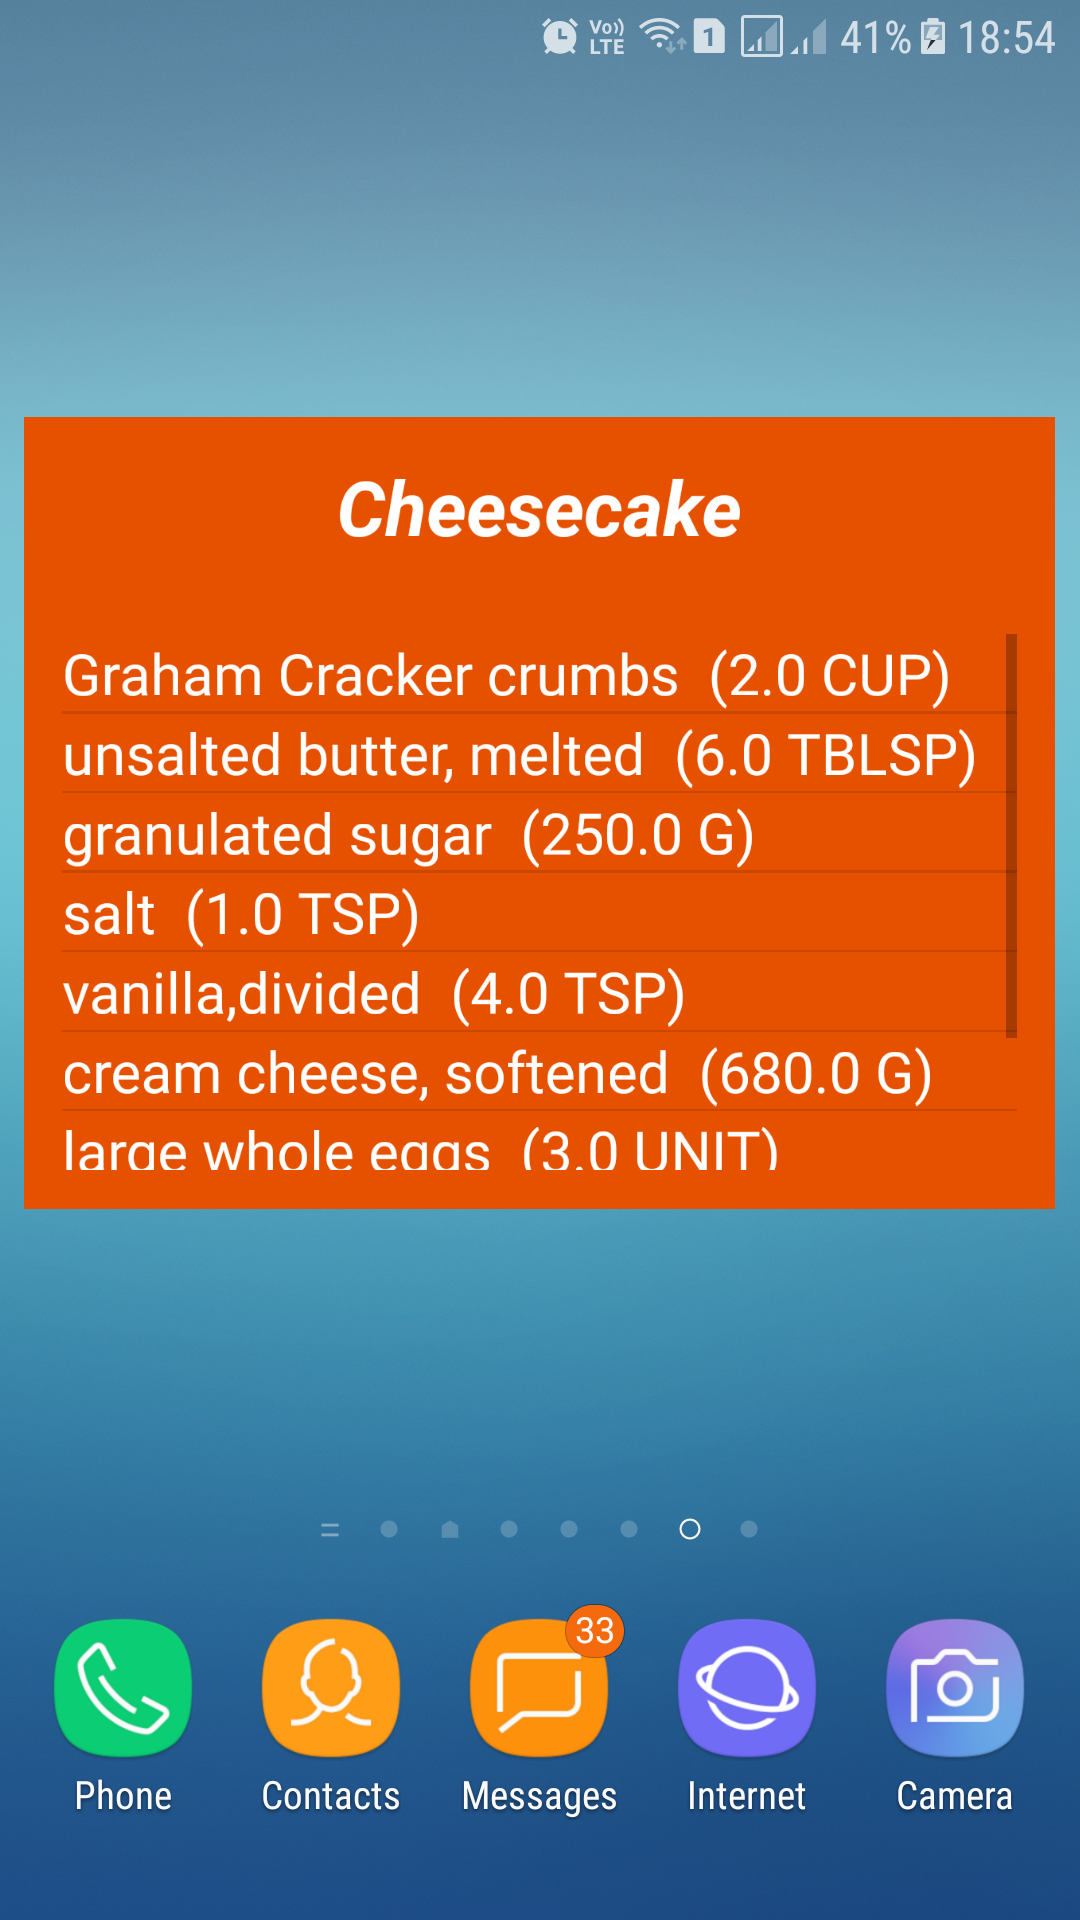 Vo)) LTE 1 41% 18:54
Cheesecake
Graham Cracker crumbs (2.0 CUP)
unsalted butter, melted (6.0 TBLSP)
granulated sugar (250.0 G)
salt (1.0 TSP)
vanilla,divided (4.0 TSP)
cream cheese, softened (680.0 G)
large whole eggs (3.0 UNIT)
33
Phone Contacts Messages Internet Camera